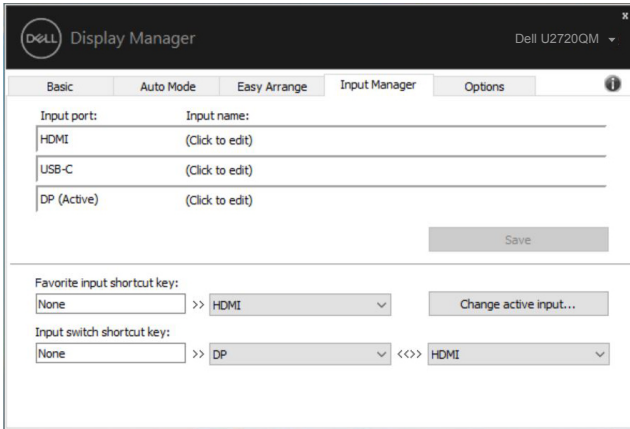 x
DELL Display Manager Dell U2720QM
Basic Auto Mode Easy Arrange Input Manager Options i
Input port: Input name:
HDMI (Click to edit)
USB-C (Click to edit)
DP (Active) (Click to edit)
Save
Favorite input shortcut key:
None >> HDMI Change active input...
Input switch shortcut key:
None >> DP <<>> HDMI